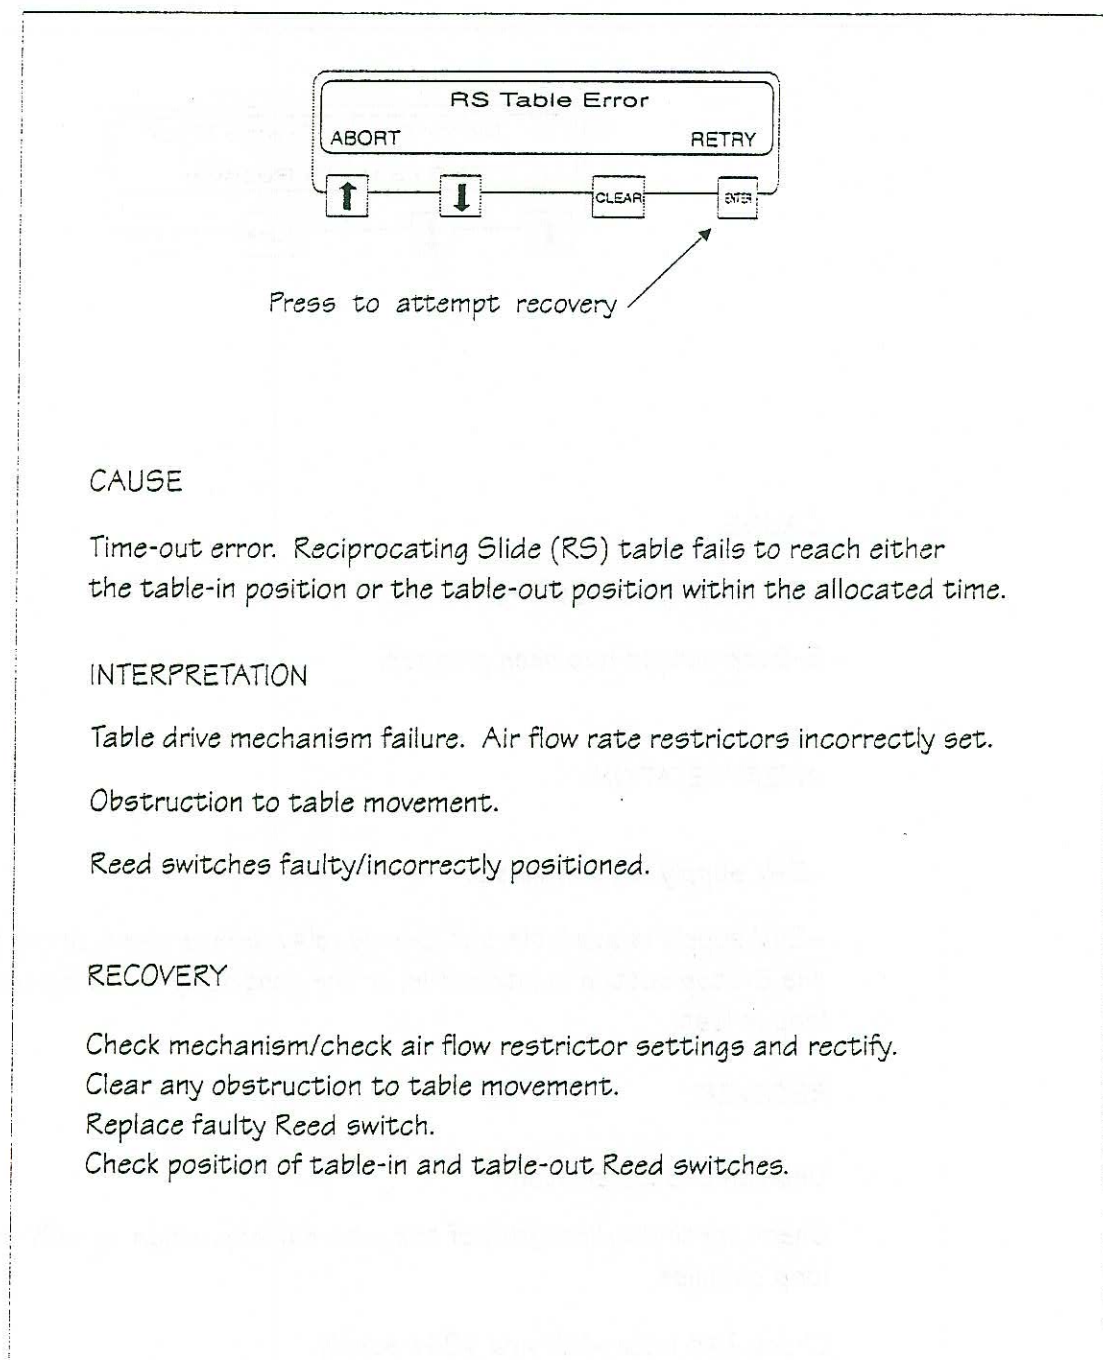 RS Table Error
ABORT RETRY
CLEAR ENTER
Press to attempt recovery
CAUSE
Time-out error. Reciprocating Slide (RS) table fails to reach either
the table-in position or the table-out position within the allocated time.
INTERPRETATION
Table drive mechanism failure. Air flow rate restrictors incorrectly set.
Obstruction to table movement.
Reed switches faulty/incorrectly positioned.
RECOVERY
Check mechanism/check air flow restrictor settings and rectify.
Clear any obstruction to table movement.
Replace faulty Reed switch.
Check position of table-in and table-out Reed switches.